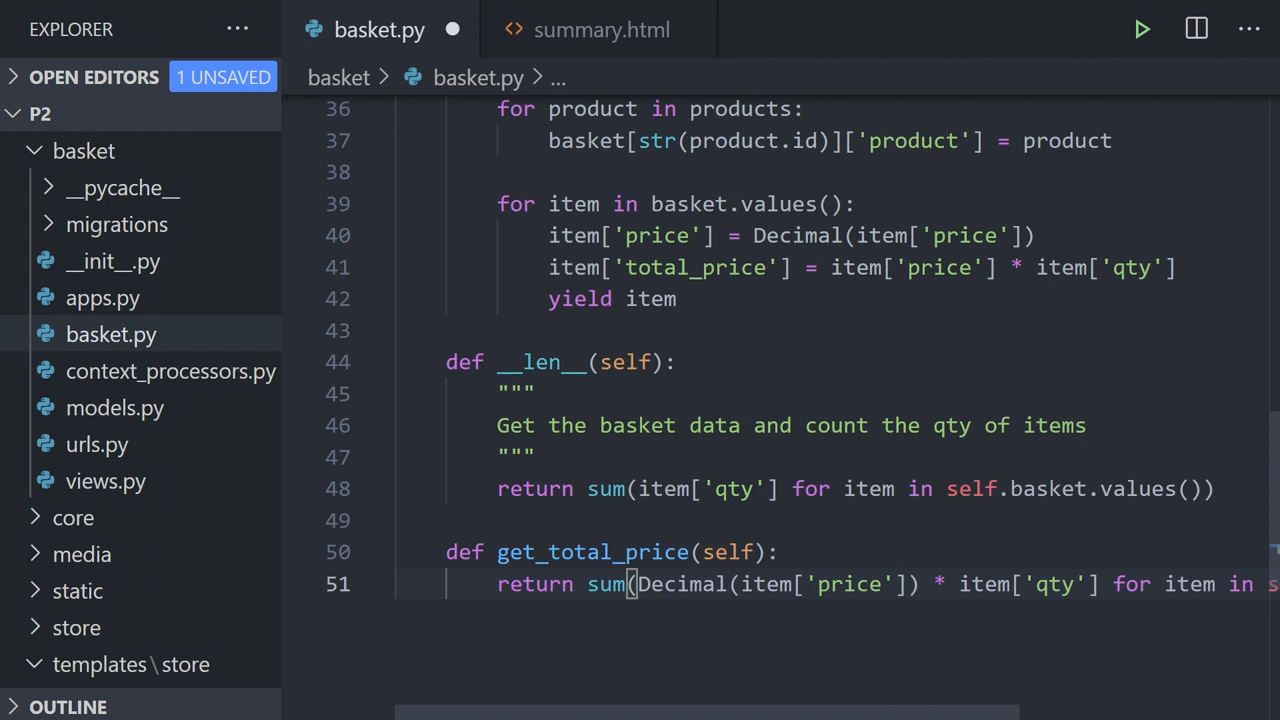 EXPLORER ...
basket.py
summary.html
...
OPEN EDITORS 1 UNSAVED
basket > basket.py > ...
P2
basket
__pycache__
migrations
__init__.py
apps.py
basket.py
context_processors.py
models.py
urls.py
views.py
core
media
static
store
templates\store
OUTLINE
36 for product in products:
37 basket[str(product.id)]['product'] = product
38
39 for item in basket.values():
40 item['price'] = Decimal(item['price'])
41 item['total_price'] = item['price'] * item['qty']
42 yield item
43
44 def __len__(self):
45 """
46 Get the basket data and count the qty of items
47 """
48 return sum(item['qty'] for item in self.basket.values())
49
50 def get_total_price(self):
51 return sum(Decimal(item['price']) * item['qty'] for item in